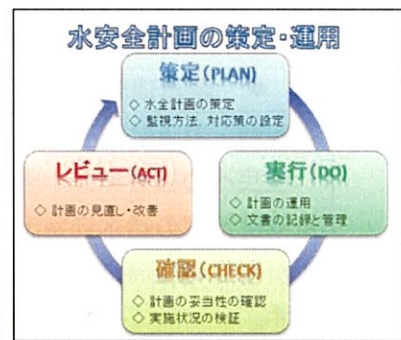 水安全計画の策定・運用
策定(PLAN)
◇ 水全計画の策定
◇ 監視方法、対応策の設定
レビュー(ACT)
◇ 計画の見直し・改善
実行(DO)
◇ 計画の運用
◇ 文書の記録と管理
確認(CHECK)
◇ 計画の妥当性の確認
◇ 実施状況の検証